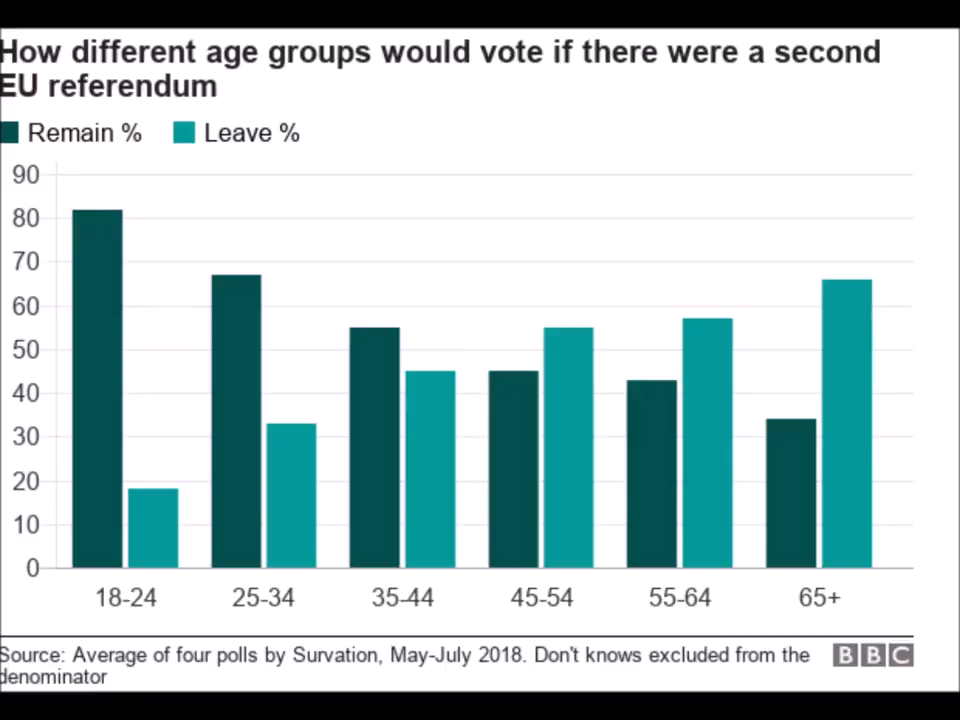 How different age groups would vote if there were a second
EU referendum
Remain % Leave %
90
80
70
60
50
40
30
20
10
0
18-24 25-34 35-44 45-54 55-64 65+
Source: Average of four polls by Survation, May-July 2018. Don't knows excluded from the
denominator
BBC